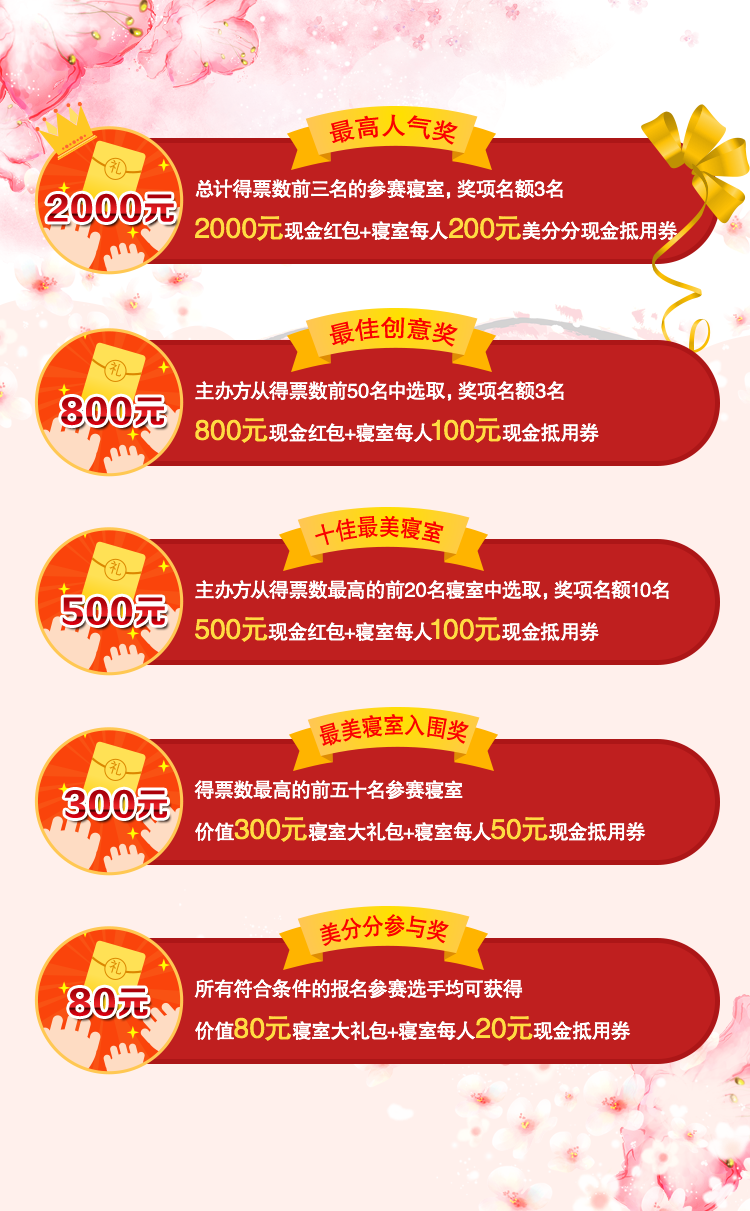 最高人气奖
礼
2000元
总计得票数前三名的参赛寝室，奖项名额3名
2000元现金红包+寝室每人200元美分分现金抵用券
最佳创意奖
礼
800元
主办方从得票数前50名中选取，奖项名额3名
800元现金红包+寝室每人100元现金抵用券
十佳最美寝室
礼
500元
主办方从得票数最高的前20名寝室中选取，奖项名额10名
500元现金红包+寝室每人100元现金抵用券
最美寝室入围奖
礼
300元
得票数最高的前五十名参赛寝室
价值300元寝室大礼包+寝室每人50元现金抵用券
美分分参与奖
礼
80元
所有符合条件的报名参赛选手均可获得
价值80元寝室大礼包+寝室每人20元现金抵用券